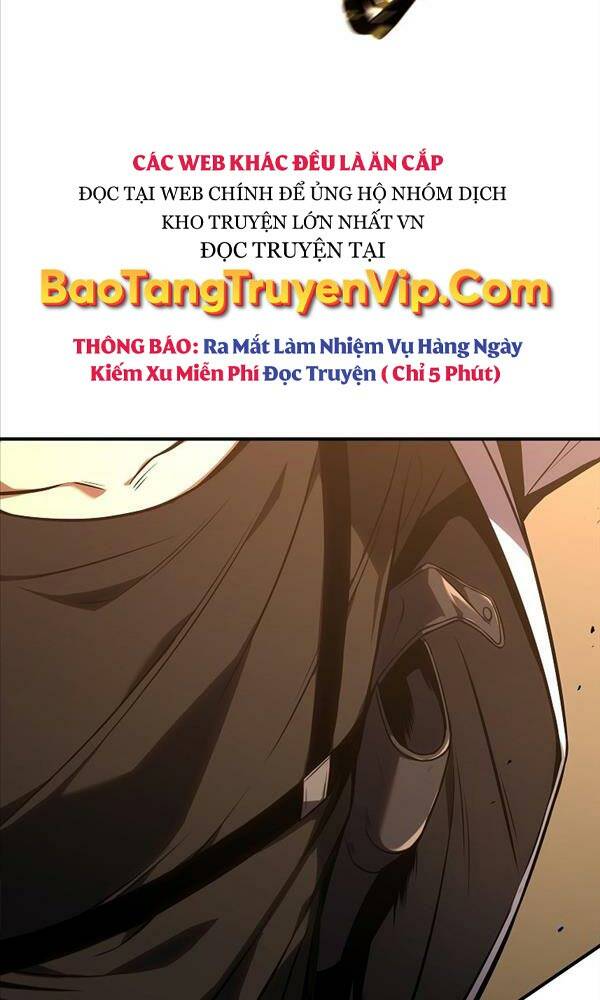 CÁC WEB KHÁC ĐỀU LÀ ĂN CẮP
ĐỌC TẠI WEB CHÍNH ĐỂ ỦNG HỘ NHÓM DỊCH
KHO TRUYỆN LỚN NHẤT VN
ĐỌC TRUYỆN TẠI
BaoTangTruyenVip.Com
THÔNG BÁO: Ra Mắt Làm Nhiệm Vụ Hàng Ngày
Kiếm Xu Miễn Phí Đọc Truyện ( Chỉ 5 Phút)